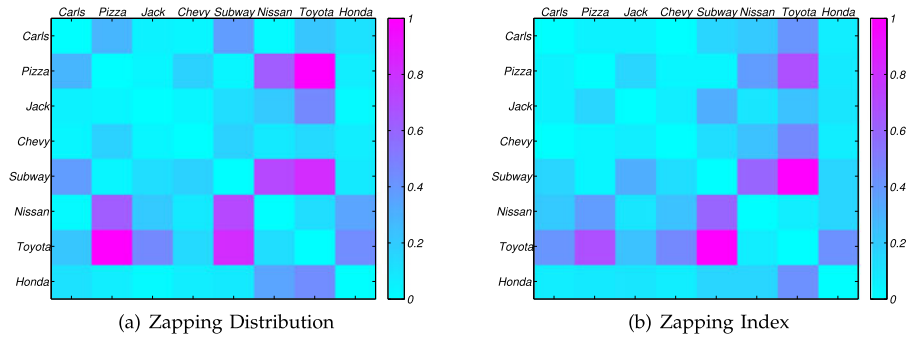 Carls Pizza Jack Chevy Subway Nissan Toyota Honda
Carls
Pizza
Jack
Chevy
Subway
Nissan
Toyota
Honda
1
0.8
0.6
0.4
0.2
0
(a) Zapping Distribution
Carls Pizza Jack Chevy Subway Nissan Toyota Honda
Carls
Pizza
Jack
Chevy
Subway
Nissan
Toyota
Honda
1
0.8
0.6
0.4
0.2
0
(b) Zapping Index